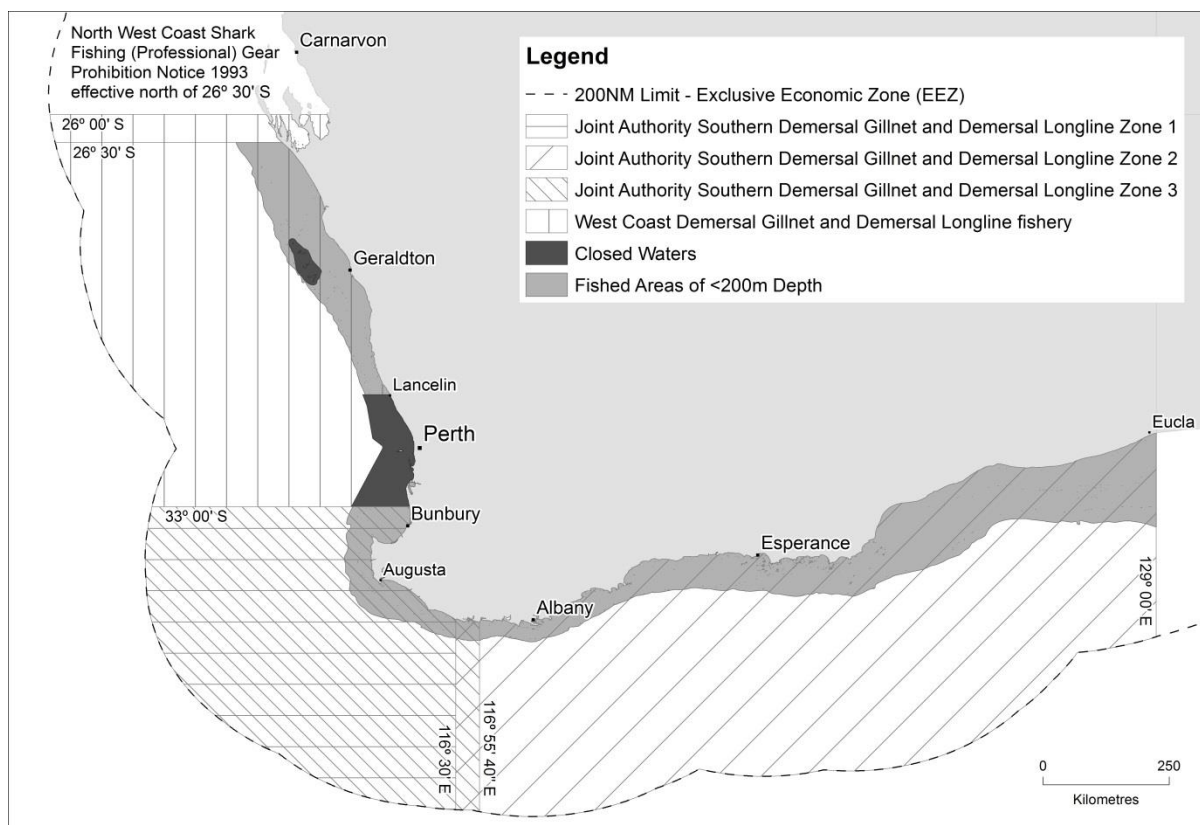 North West Coast Shark
Fishing (Professional) Gear
Prohibition Notice 1993
effective north of 26º 30' S
Carnarvon
26º 00' S
26º 30' S
Geraldton
Lancelin
Perth
33º 00' S
Bunbury
Augusta
Albany
Esperance
Eucla
129º 00' E
116º 30' E
116º 55' 40" E
Legend
200NM Limit - Exclusive Economic Zone (EEZ)
Joint Authority Southern Demersal Gillnet and Demersal Longline Zone 1
Joint Authority Southern Demersal Gillnet and Demersal Longline Zone 2
Joint Authority Southern Demersal Gillnet and Demersal Longline Zone 3
West Coast Demersal Gillnet and Demersal Longline fishery
Closed Waters
Fished Areas of <200m Depth
0 250
Kilometres